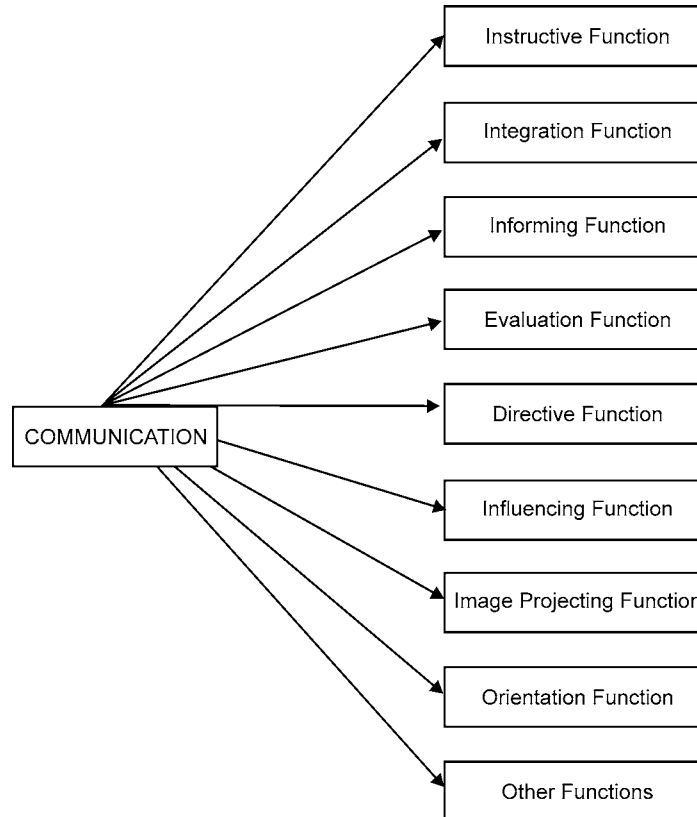 Instructive Function
Integration Function
Informing Function
Evaluation Function
COMMUNICATION
Directive Function
Influencing Function
Image Projecting Function
Orientation Function
Other Functions